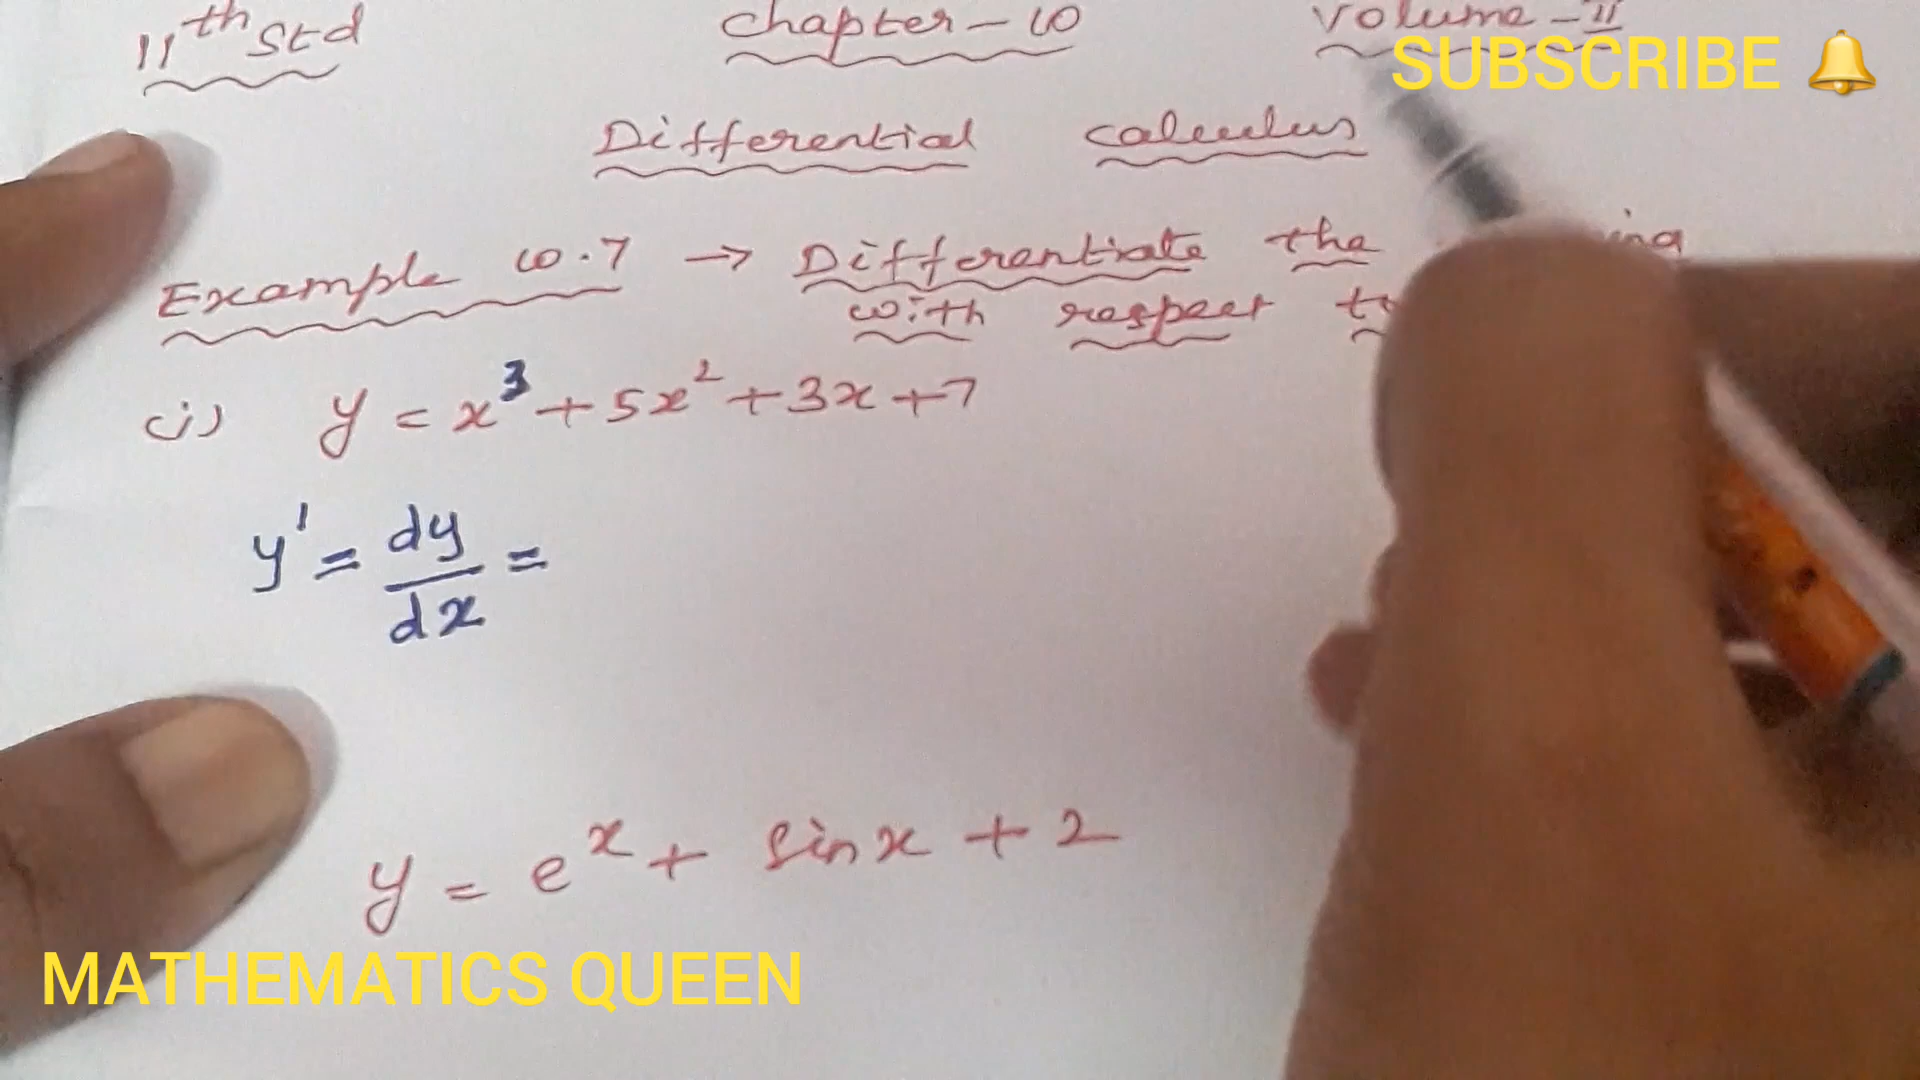 11th Std Chapter - 10 Volume - II
SUBSCRIBE 🔔
Differential calculus
Example 10.7 → Differentiate the
with respect
(i) y = x³ + 5x² + 3x + 7
y' = dy/dx =
y = eˣ + sinx + 2
MATHEMATICS QUEEN